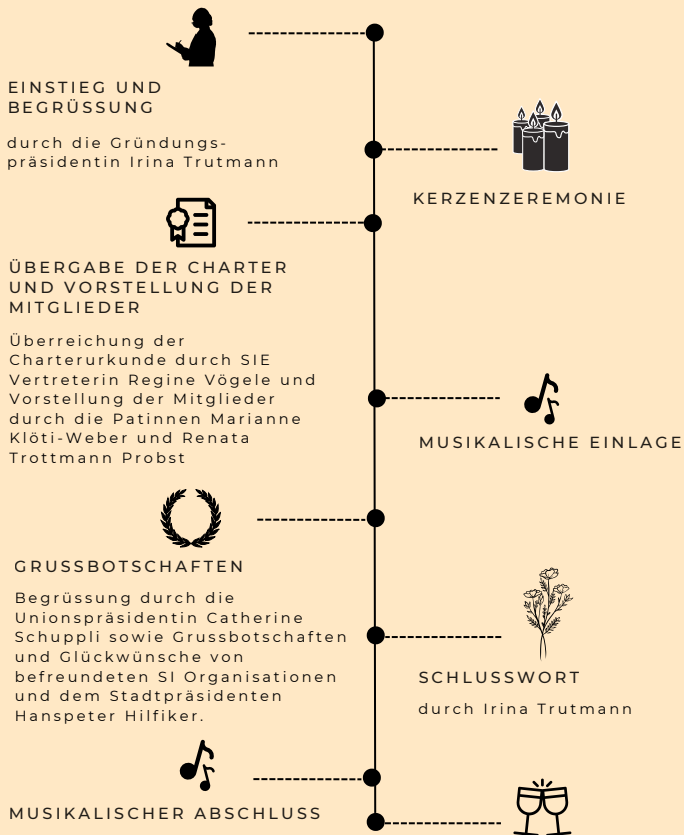 EINSTIEG UND
BEGRÜSSUNG
durch die Gründungs-
präsidentin Irina Trutmann
KERZENZEREMONIE
ÜBERGABE DER CHARTER
UND VORSTELLUNG DER
MITGLIEDER
Überreichung der
Charterurkunde durch SIE
Vertreterin Regine Vögele und
Vorstellung der Mitglieder
durch die Patinnen Marianne
Klöti-Weber und Renata
Trottmann Probst
MUSIKALISCHE EINLAGE
GRUSSBOTSCHAFTEN
Begrüssung durch die
Unionspräsidentin Catherine
Schuppli sowie Grussbotschaften
und Glückwünsche von
befreundeten SI Organisationen
und dem Stadtpräsidenten
Hanspeter Hilfiker.
SCHLUSSWORT
durch Irina Trutmann
MUSIKALISCHER ABSCHLUSS